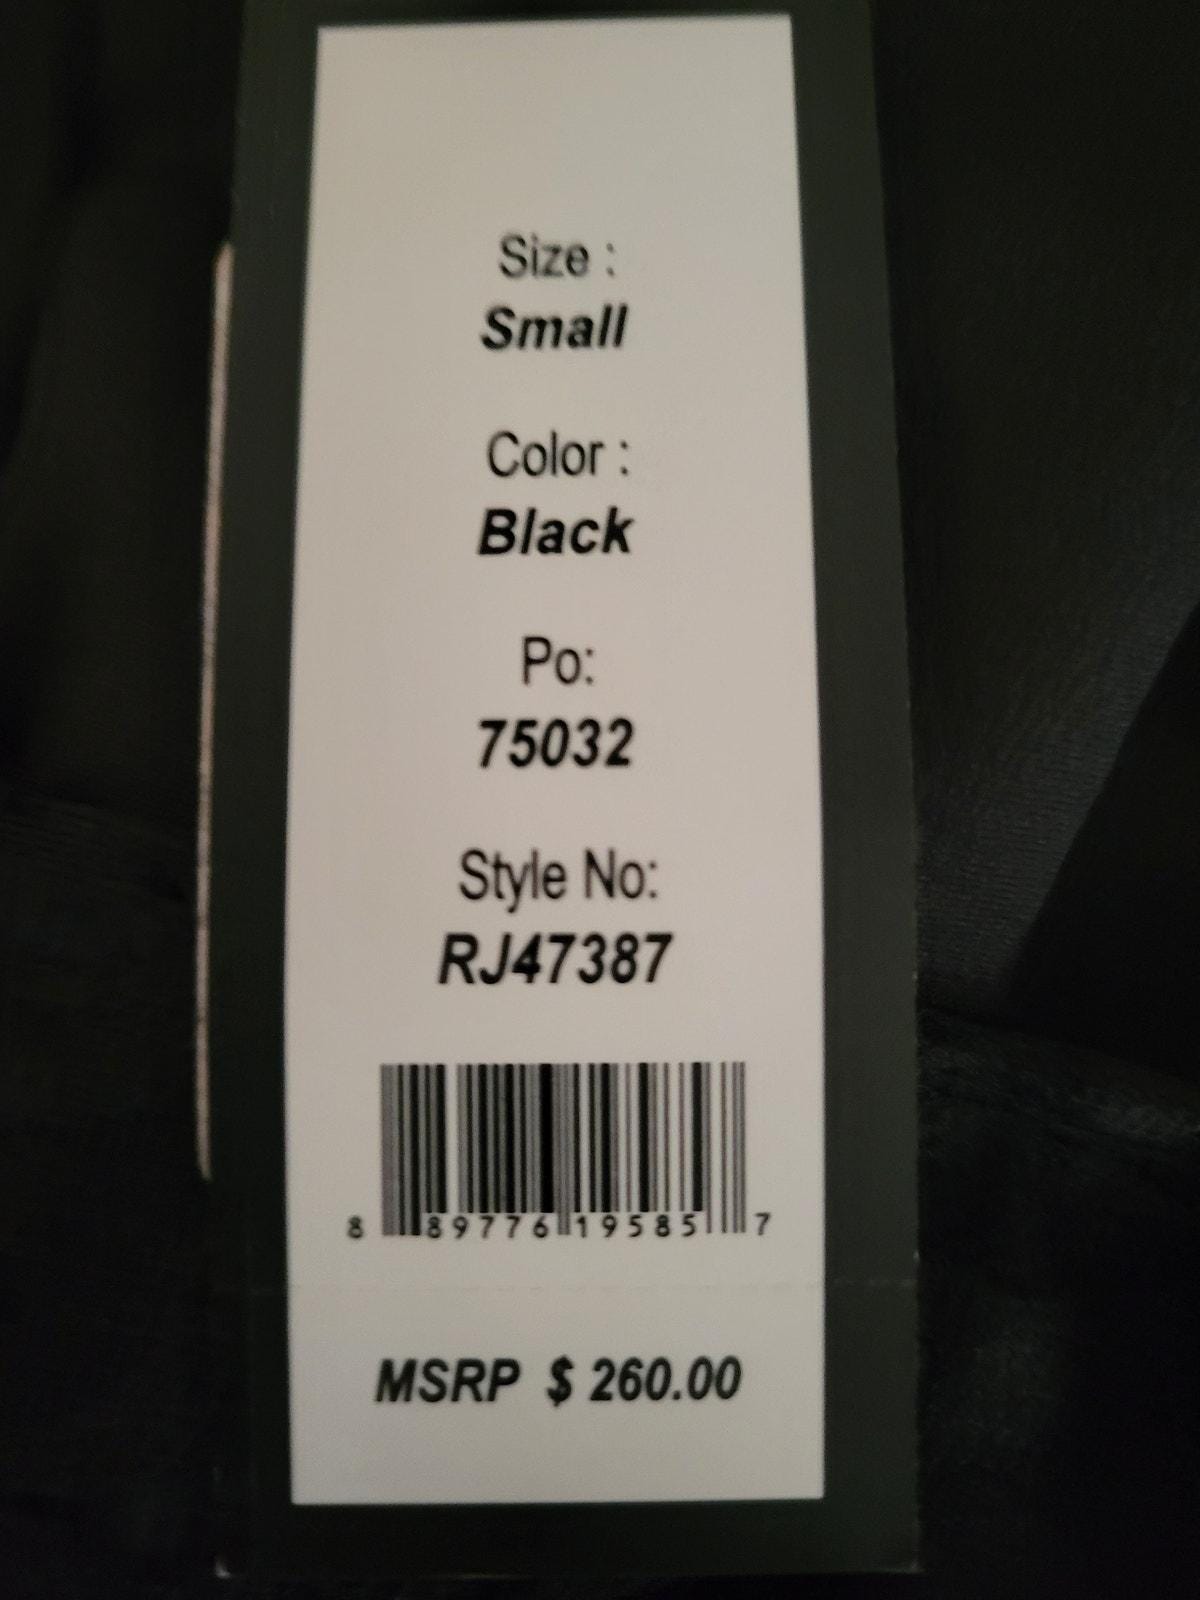 Size :
Small
Color :
Black
Po:
75032
Style No:
RJ47387
8 89776 19585 7
MSRP $ 260.00